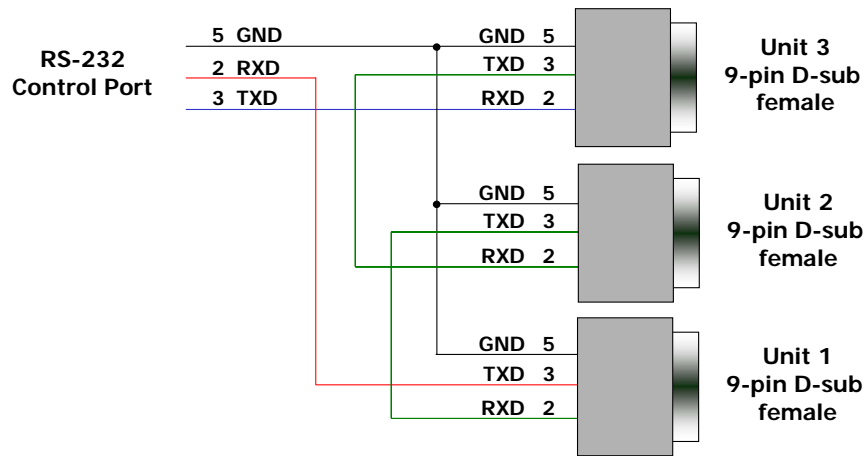 RS-232
Control Port
5 GND
2 RXD
3 TXD
GND 5
TXD 3
RXD 2
Unit 3
9-pin D-sub
female
GND 5
TXD 3
RXD 2
Unit 2
9-pin D-sub
female
GND 5
TXD 3
RXD 2
Unit 1
9-pin D-sub
female